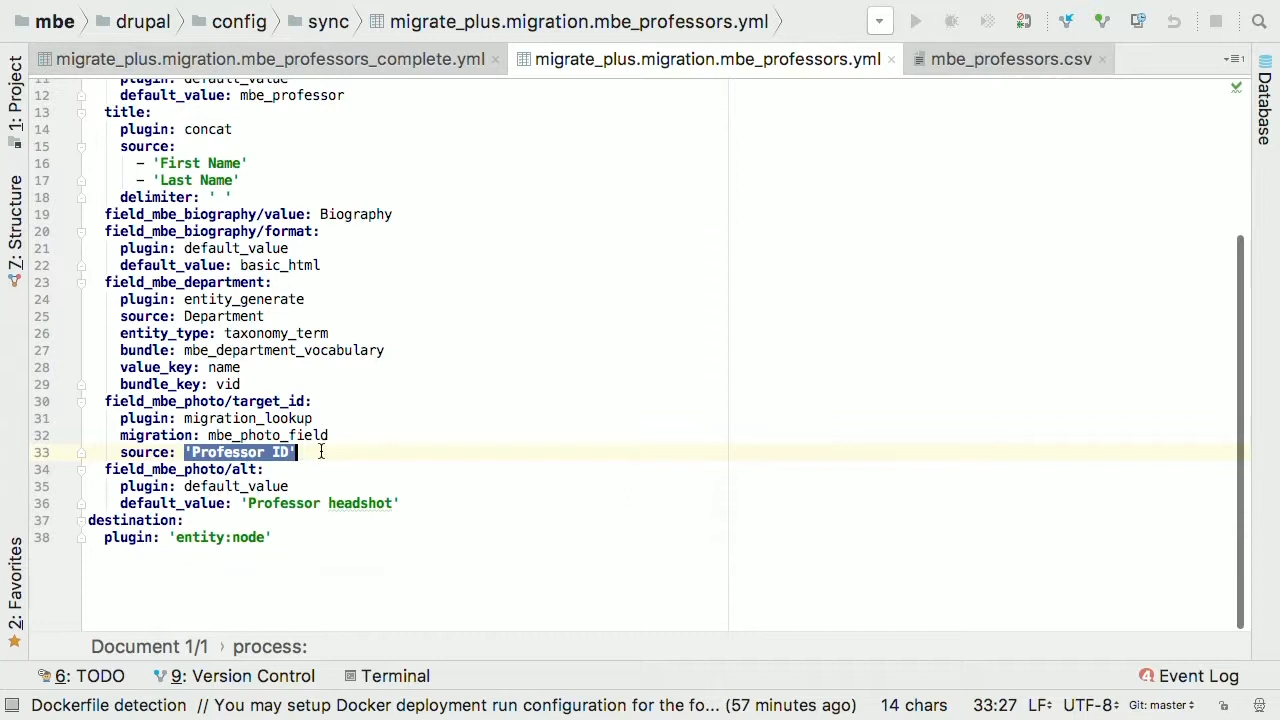 mbe drupal config sync migrate_plus.migration.mbe_professors.yml
migrate_plus.migration.mbe_professors_complete.yml × migrate_plus.migration.mbe_professors.yml × mbe_professors.csv ×
1: Project
Z: Structure
2: Favorites
Database
11 plugin: default_value
12 default_value: mbe_professor
13 title:
14 plugin: concat
15 source:
16 - 'First Name'
17 - 'Last Name'
18 delimiter: ' '
19 field_mbe_biography/value: Biography
20 field_mbe_biography/format:
21 plugin: default_value
22 default_value: basic_html
23 field_mbe_department:
24 plugin: entity_generate
25 source: Department
26 entity_type: taxonomy_term
27 bundle: mbe_department_vocabulary
28 value_key: name
29 bundle_key: vid
30 field_mbe_photo/target_id:
31 plugin: migration_lookup
32 migration: mbe_photo_field
33 source: 'Professor ID'
34 field_mbe_photo/alt:
35 plugin: default_value
36 default_value: 'Professor headshot'
37 destination:
38 plugin: 'entity:node'
Document 1/1 › process:
6: TODO 9: Version Control Terminal 4 Event Log
Dockerfile detection // You may setup Docker deployment run configuration for the fo... (57 minutes ago) 14 chars 33:27 LF UTF-8 Git: master